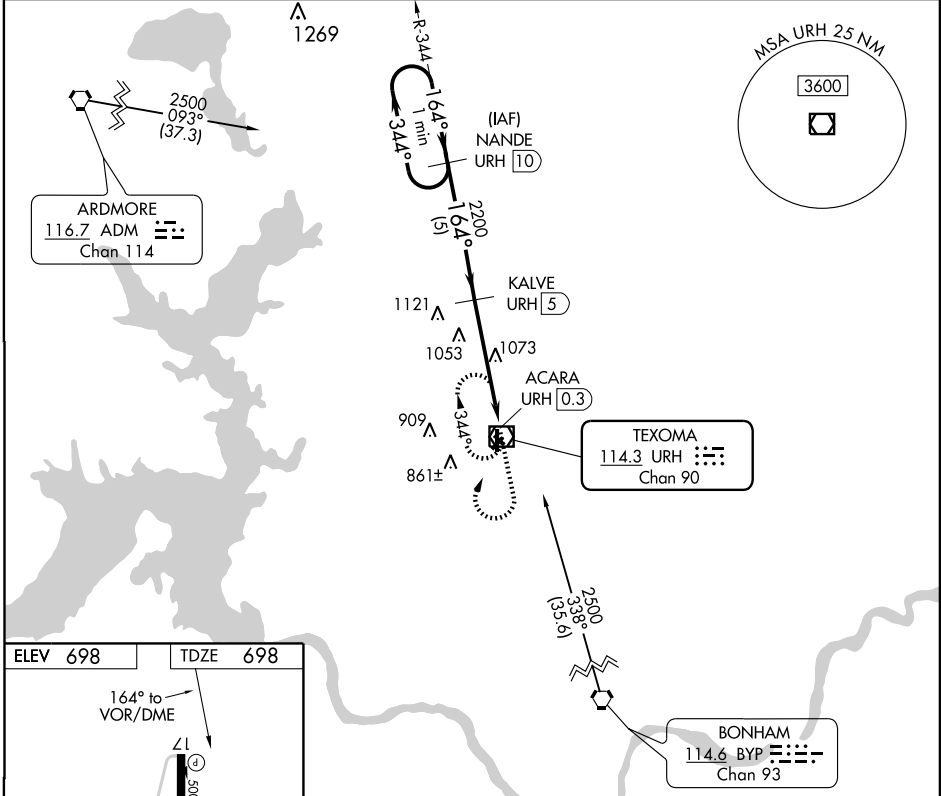 1269
R-344
MSA URH 25 NM
3600
2500
093°
(37.3)
164°
1 min
344°
(IAF)
NANDE
URH 10
ARDMORE
116.7 ADM
Chan 114
2200
164°
(5)
KALVE
URH 5
1121
1053
1073
ACARA
URH 0.3
909
344°
861±
TEXOMA
114.3 URH
Chan 90
2500
338°
(35.6)
ELEV 698
TDZE 698
164° to
VOR/DME
17
P
500
BONHAM
114.6 BYP
Chan 93